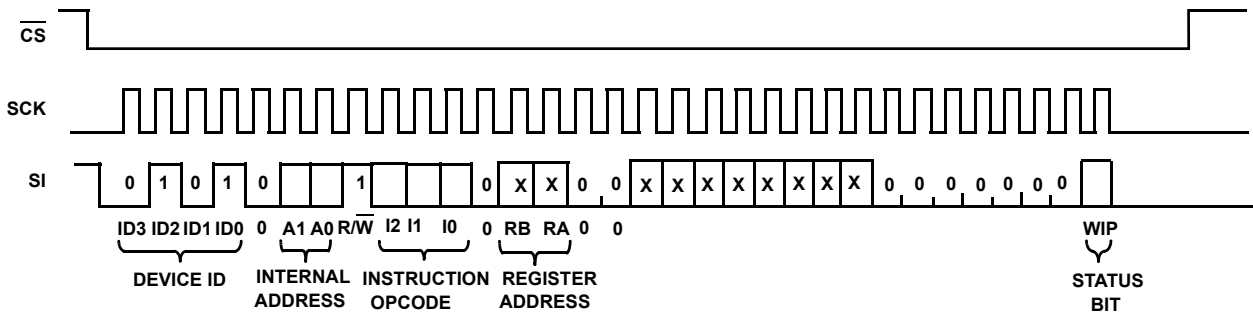 CS
SCK
SI 0 1 0 1 0 1 0 X X 0 0 X X X X X X X X 0 0 0 0 0 0 0
ID3 ID2 ID1 ID0 0 A1 A0 R/W I2 I1 I0 0 RB RA 0 0 WIP
DEVICE ID INTERNAL INSTRUCTION REGISTER STATUS
ADDRESS OPCODE ADDRESS BIT